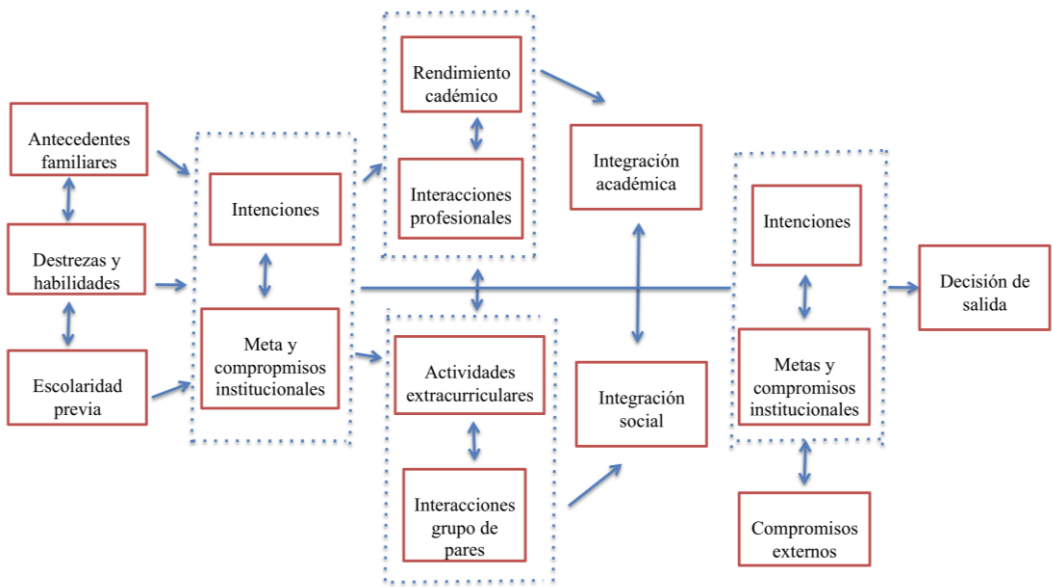 Antecedentes
familiares
Destrezas y
habilidades
Escolaridad
previa
Intenciones
Meta y
compropmisos
institucionales
Rendimiento
cadémico
Interacciones
profesionales
Actividades
extracurriculares
Interacciones
grupo de
pares
Integración
académica
Integración
social
Intenciones
Metas y
compromisos
institucionales
Compromisos
externos
Decisión de
salida